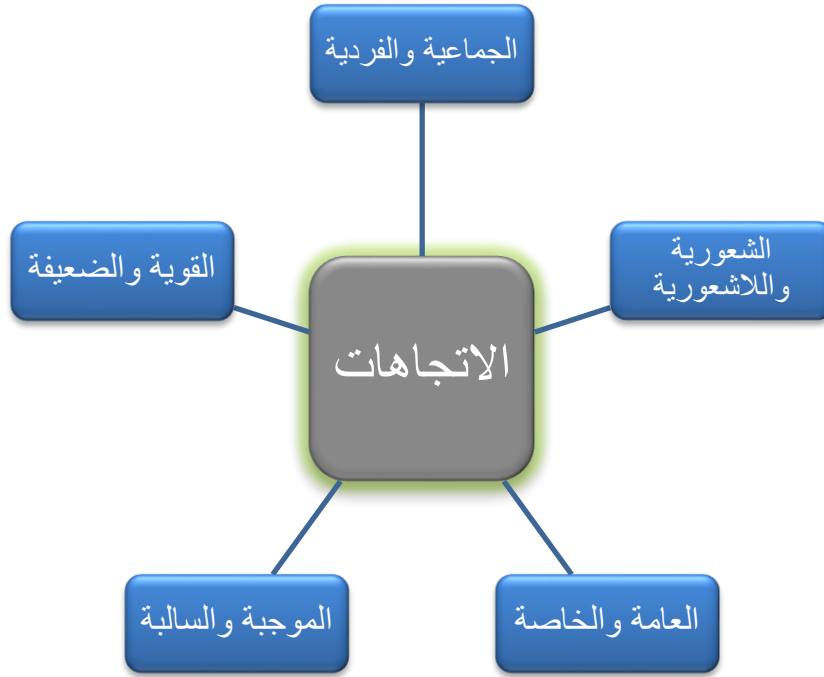 الجماعية والفردية
الشعورية
واللاشعورية
العامة والخاصة
الموجبة والسالبة
القوية والضعيفة
الاتجاهات